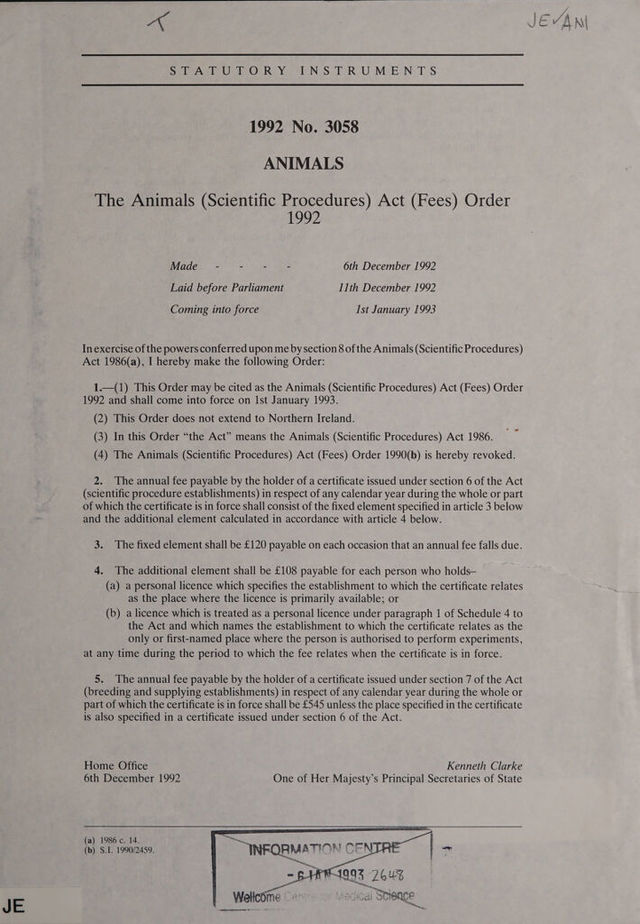 JE✓ANI
STATUTORY INSTRUMENTS
1992 No. 3058
ANIMALS
The Animals (Scientific Procedures) Act (Fees) Order
1992
Made - - - - 6th December 1992
Laid before Parliament 11th December 1992
Coming into force 1st January 1993
In exercise of the powers conferred upon me by section 8 of the Animals (Scientific Procedures)
Act 1986(a), I hereby make the following Order:
1.—(1) This Order may be cited as the Animals (Scientific Procedures) Act (Fees) Order
1992 and shall come into force on 1st January 1993.
(2) This Order does not extend to Northern Ireland.
(3) In this Order “the Act” means the Animals (Scientific Procedures) Act 1986.
(4) The Animals (Scientific Procedures) Act (Fees) Order 1990(b) is hereby revoked.
2. The annual fee payable by the holder of a certificate issued under section 6 of the Act
(scientific procedure establishments) in respect of any calendar year during the whole or part
of which the certificate is in force shall consist of the fixed element specified in article 3 below
and the additional element calculated in accordance with article 4 below.
3. The fixed element shall be £120 payable on each occasion that an annual fee falls due.
4. The additional element shall be £108 payable for each person who holds–
(a) a personal licence which specifies the establishment to which the certificate relates
as the place where the licence is primarily available; or
(b) a licence which is treated as a personal licence under paragraph 1 of Schedule 4 to
the Act and which names the establishment to which the certificate relates as the
only or first-named place where the person is authorised to perform experiments,
at any time during the period to which the fee relates when the certificate is in force.
5. The annual fee payable by the holder of a certificate issued under section 7 of the Act
(breeding and supplying establishments) in respect of any calendar year during the whole or
part of which the certificate is in force shall be £545 unless the place specified in the certificate
is also specified in a certificate issued under section 6 of the Act.
Home Office Kenneth Clarke
6th December 1992 One of Her Majesty's Principal Secretaries of State
(a) 1986 c. 14.
(b) S.I. 1990/2459.
INFORMATION CENTRE
- 6 JAN 1993 2648
Wellcome Centre for Medical Science
JE